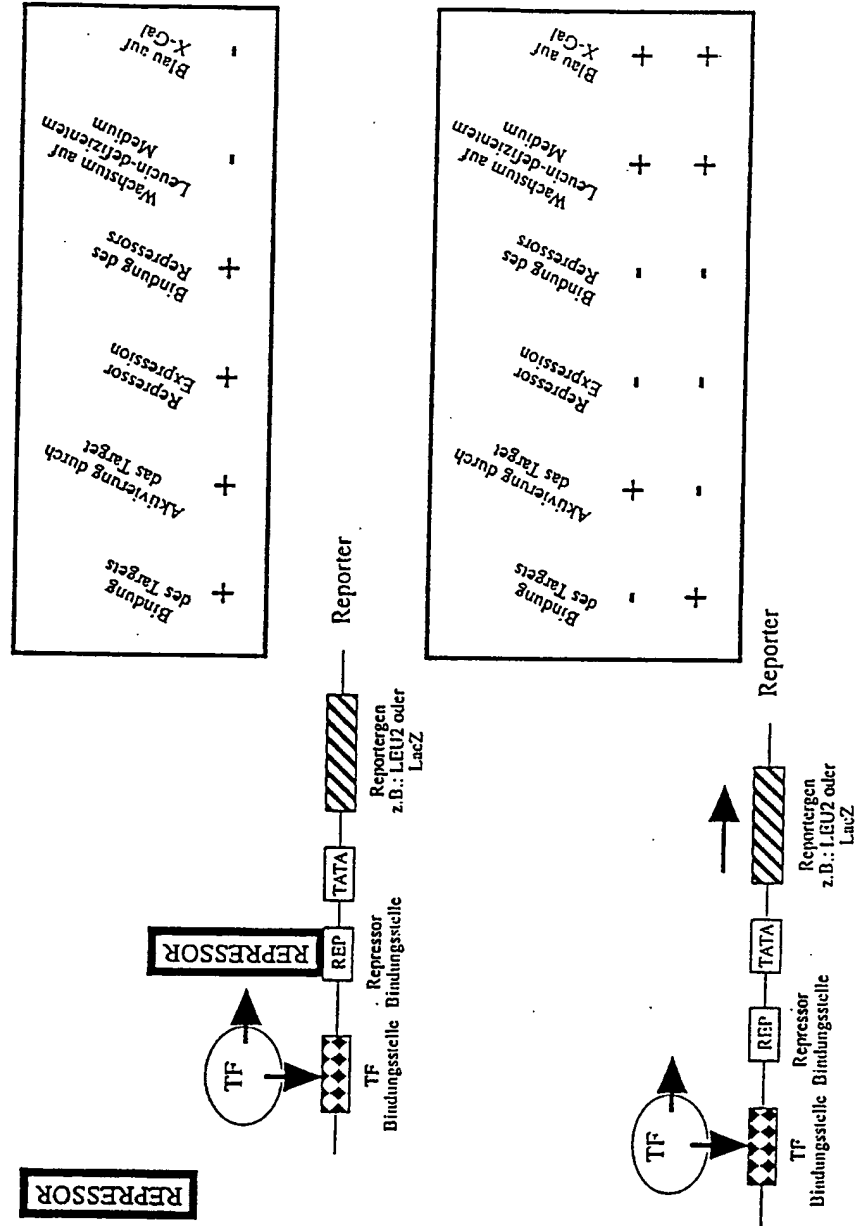 REPRESSOR
REPRESSOR
TF
REP
TATA
TF
Bindungsstelle
Repressor
Bindungsstelle
Reportergen
z.B.: LEU2 oder
LacZ
Reporter
Bindung
des Targets
Aktivierung durch
das Target
Repressor
Expression
Bindung des
Repressors
Wachstum auf
Leucin-defizientem
Medium
Blau auf
X-Gal
+ + + + - -
TF
REP
TATA
TF
Bindungsstelle
Repressor
Bindungsstelle
Reportergen
z.B.: LEU2 oder
LacZ
Reporter
Bindung
des Targets
Aktivierung durch
das Target
Repressor
Expression
Bindung des
Repressors
Wachstum auf
Leucin-defizientem
Medium
Blau auf
X-Gal
- + - - + +
+ - - - + +